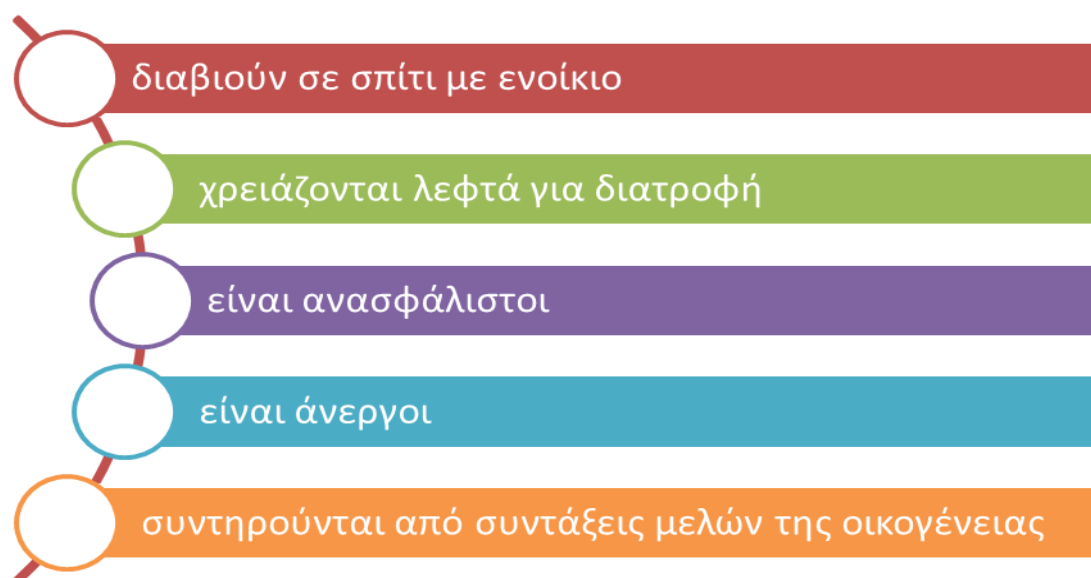 διαβιούν σε σπίτι με ενοίκιο
χρειάζονται λεφτά για διατροφή
είναι ανασφάλιστοι
είναι άνεργοι
συντηρούνται από συντάξεις μελών της οικογένειας